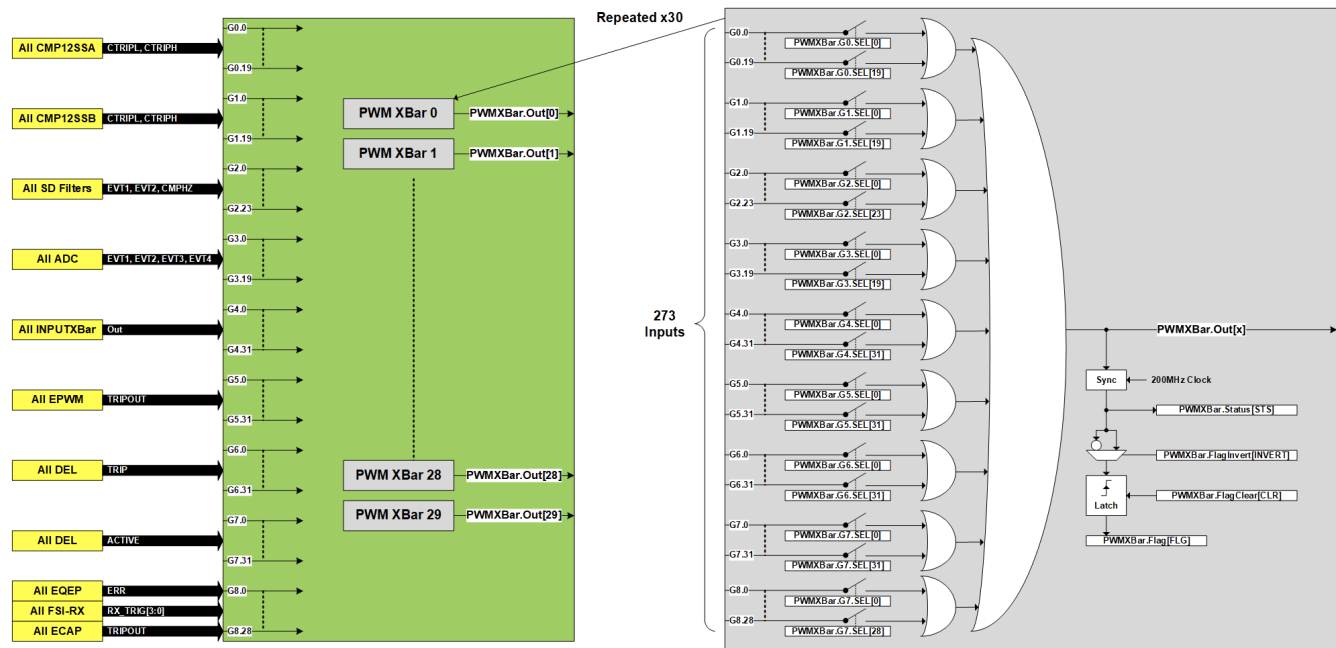 All CMP12SSA
CTRIPL, CTRIPH
All CMP12SSB
CTRIPL, CTRIPH
All SD Filters
EVT1, EVT2, CMPHZ
All ADC
EVT1, EVT2, EVT3, EVT4
All INPUTXBar
Out
All EPWM
TRIPOUT
All DEL
TRIP
All DEL
ACTIVE
All EQEP
ERR
All FSI-RX
RX_TRIG[3:0]
All ECAP
TRIPOUT
G0.0
G0.19
G1.0
G1.19
G2.0
G2.23
G3.0
G3.19
G4.0
G4.31
G5.0
G5.31
G6.0
G6.31
G7.0
G7.31
G8.0
G8.28
PWM XBar 0
PWMXBar.Out[0]
PWM XBar 1
PWMXBar.Out[1]
PWM XBar 28
PWMXBar.Out[28]
PWM XBar 29
PWMXBar.Out[29]
Repeated x30
273
Inputs
G0.0
PWMXBar.G0.SEL[0]
G0.19
PWMXBar.G0.SEL[19]
G1.0
PWMXBar.G1.SEL[0]
G1.19
PWMXBar.G1.SEL[19]
G2.0
PWMXBar.G2.SEL[0]
G2.23
PWMXBar.G2.SEL[23]
G3.0
PWMXBar.G3.SEL[0]
G3.19
PWMXBar.G3.SEL[19]
G4.0
PWMXBar.G4.SEL[0]
G4.31
PWMXBar.G4.SEL[31]
G5.0
PWMXBar.G5.SEL[0]
G5.31
PWMXBar.G5.SEL[31]
G6.0
PWMXBar.G6.SEL[0]
G6.31
PWMXBar.G6.SEL[31]
G7.0
PWMXBar.G7.SEL[0]
G7.31
PWMXBar.G7.SEL[31]
G8.0
PWMXBar.G7.SEL[0]
G8.28
PWMXBar.G7.SEL[28]
PWMXBar.Out[x]
Sync
200MHz Clock
PWMXBar.Status[STS]
PWMXBar.FlagInvert[INVERT]
Latch
PWMXBar.FlagClear[CLR]
PWMXBar.Flag[FLG]